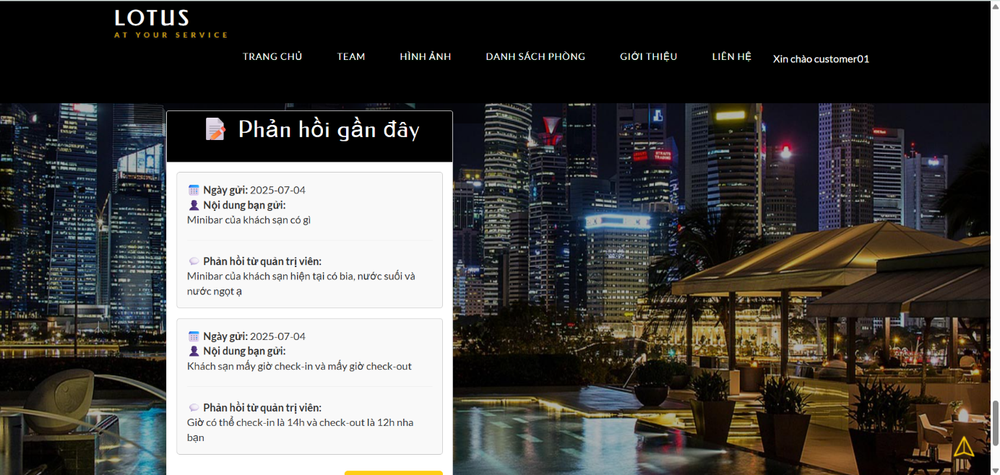 LOTUS
AT YOUR SERVICE
TRANG CHỦ TEAM HÌNH ẢNH DANH SÁCH PHÒNG GIỚI THIỆU LIÊN HỆ Xin chào customer01
Phản hồi gần đây
Ngày gửi: 2025-07-04
Nội dung bạn gửi:
Minibar của khách sạn có gì
Phản hồi từ quản trị viên:
Minibar của khách sạn hiện tại có bia, nước suối và
nước ngọt ạ
Ngày gửi: 2025-07-04
Nội dung bạn gửi:
Khách sạn mấy giờ check-in và mấy giờ check-out
Phản hồi từ quản trị viên:
Giờ có thể check-in là 14h và check-out là 12h nha
bạn